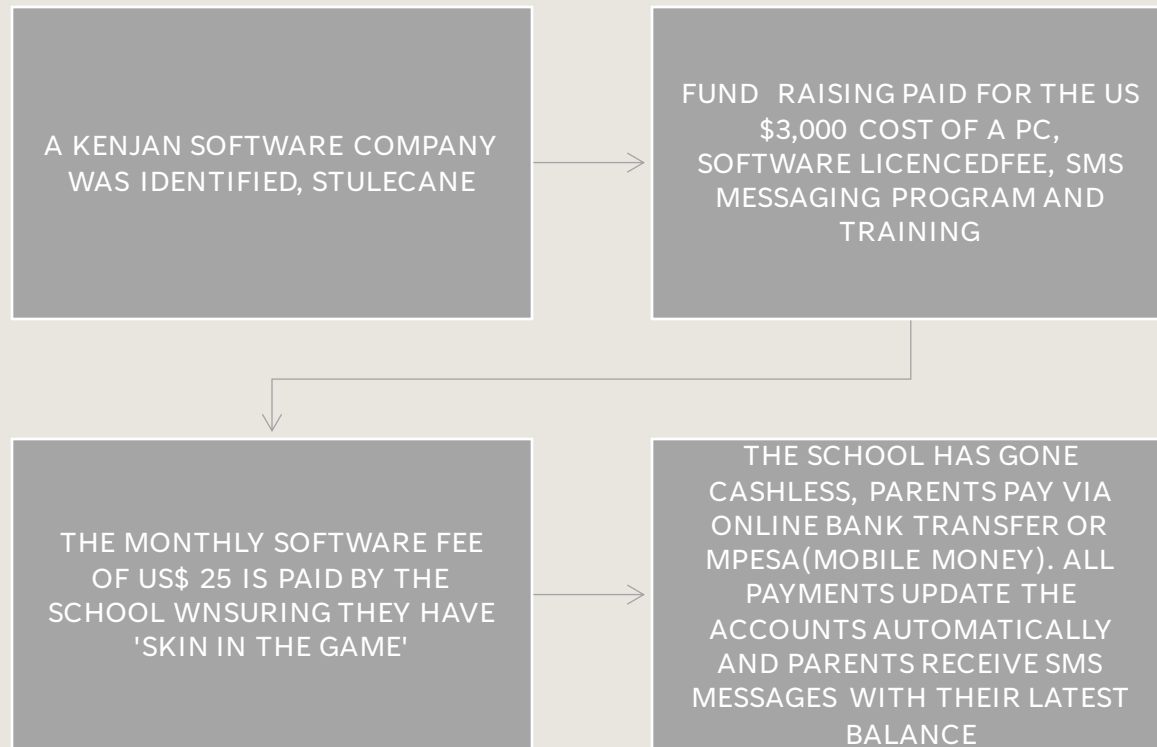 A KENJAN SOFTWARE COMPANY
WAS IDENTIFIED, STULECANE
FUND RAISING PAID FOR THE US
$3,000 COST OF A PC,
SOFTWARE LICENCEDFEE, SMS
MESSAGING PROGRAM AND
TRAINING
THE MONTHLY SOFTWARE FEE
OF US$ 25 IS PAID BY THE
SCHOOL WNSURING THEY HAVE
'SKIN IN THE GAME'
THE SCHOOL HAS GONE
CASHLESS, PARENTS PAY VIA
ONLINE BANK TRANSFER OR
MPESA(MOBILE MONEY). ALL
PAYMENTS UPDATE THE
ACCOUNTS AUTOMATICALLY
AND PARENTS RECEIVE SMS
MESSAGES WITH THEIR LATEST
BALANCE